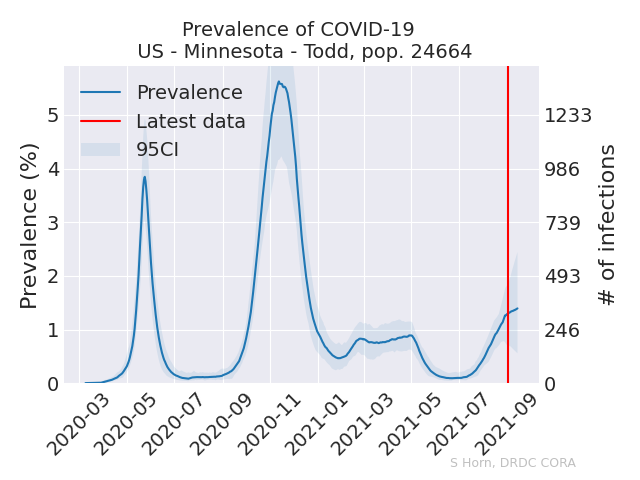 Prevalence of COVID-19
US - Minnesota - Todd, pop. 24664
Prevalence
Latest data
95CI
Prevalence (%)
5
4
3
2
1
0
# of infections
1233
986
739
493
246
0
2020-03
2020-05
2020-07
2020-09
2020-11
2021-01
2021-03
2021-05
2021-07
2021-09
S Horn, DRDC CORA